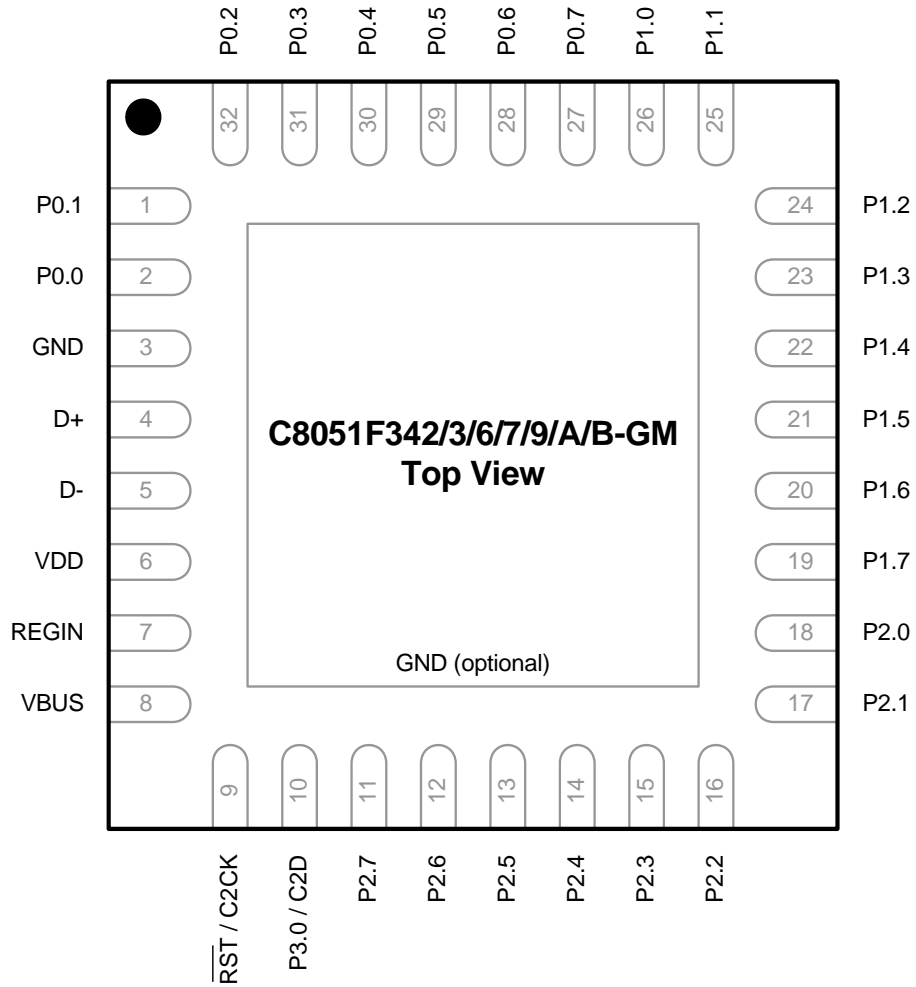 P0.2
P0.3
P0.4
P0.5
P0.6
P0.7
P1.0
P1.1
32
31
30
29
28
27
26
25
P0.1
1
24
P1.2
P0.0
2
23
P1.3
GND
3
22
P1.4
D+
4
21
P1.5
C8051F342/3/6/7/9/A/B-GM
Top View
D-
5
20
P1.6
VDD
6
19
P1.7
REGIN
7
18
P2.0
GND (optional)
VBUS
8
17
P2.1
9
10
11
12
13
14
15
16
RST / C2CK
P3.0 / C2D
P2.7
P2.6
P2.5
P2.4
P2.3
P2.2